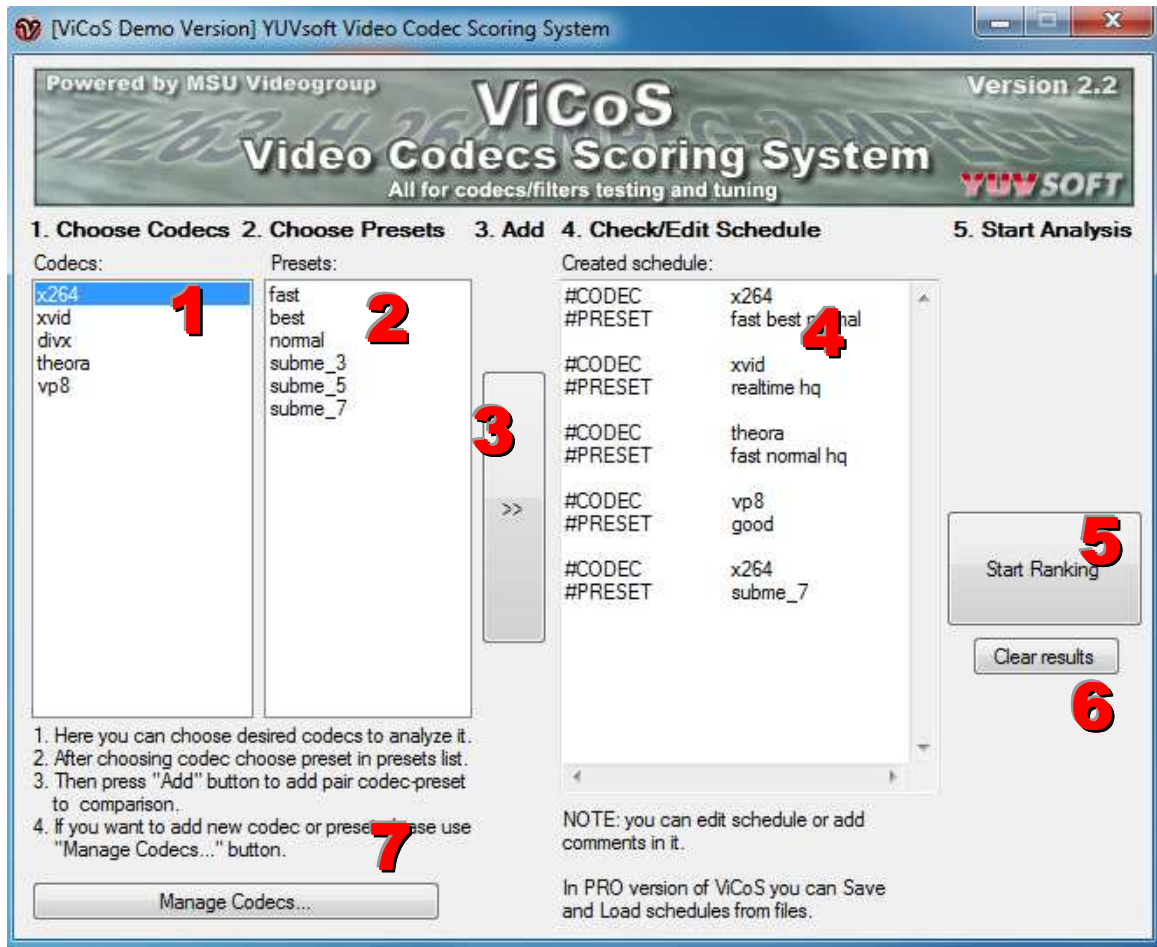 [ViCoS Demo Version] YUVsoft Video Codec Scoring System
Powered by MSU Videogroup
Version 2.2
H.263 H.264 MPEG-2 MPEG-4
ViCoS
Video Codecs Scoring System
All for codecs/filters testing and tuning
YUVSOFT
1. Choose Codecs
2. Choose Presets
3. Add
4. Check/Edit Schedule
5. Start Analysis
Codecs:
x264
xvid
divx
theora
vp8
1
Presets:
fast
best
normal
subme_3
subme_5
subme_7
2
3
>>
Created schedule:
#CODEC x264
#PRESET fast best normal
#CODEC xvid
#PRESET realtime hq
#CODEC theora
#PRESET fast normal hq
#CODEC vp8
#PRESET good
#CODEC x264
#PRESET subme_7
4
5
Start Ranking
Clear results
6
1. Here you can choose desired codecs to analyze it.
2. After choosing codec choose preset in presets list.
3. Then press "Add" button to add pair codec-preset
to comparison.
4. If you want to add new codec or preset please use
"Manage Codecs..." button.
7
Manage Codecs...
NOTE: you can edit schedule or add
comments in it.
In PRO version of ViCoS you can Save
and Load schedules from files.